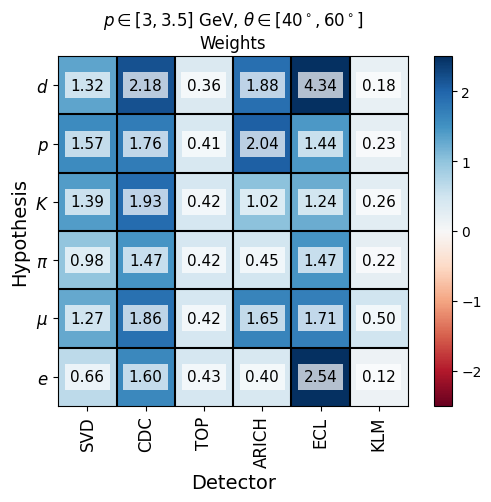 p ∈ [3, 3.5] GeV, θ ∈ [40°, 60°]
Weights
d 1.32 2.18 0.36 1.88 4.34 0.18
p 1.57 1.76 0.41 2.04 1.44 0.23
K 1.39 1.93 0.42 1.02 1.24 0.26
π 0.98 1.47 0.42 0.45 1.47 0.22
μ 1.27 1.86 0.42 1.65 1.71 0.50
e 0.66 1.60 0.43 0.40 2.54 0.12
SVD CDC TOP ARICH ECL KLM
Detector
Hypothesis
2
1
0
−1
−2